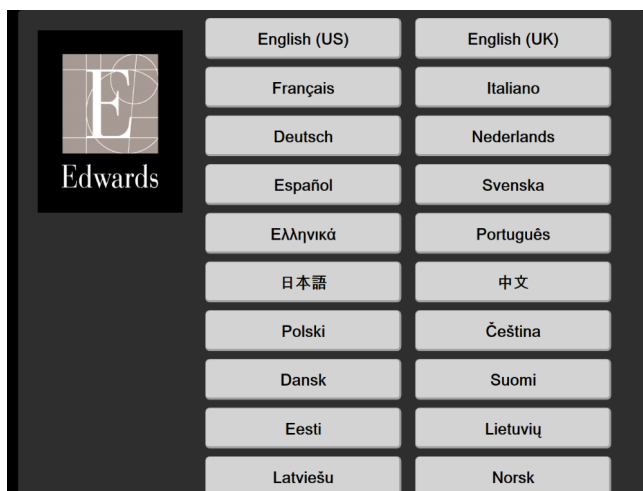 E
Edwards
English (US) English (UK)
Français Italiano
Deutsch Nederlands
Español Svenska
Ελληνικά Português
日本語 中文
Polski Čeština
Dansk Suomi
Eesti Lietuvių
Latviešu Norsk